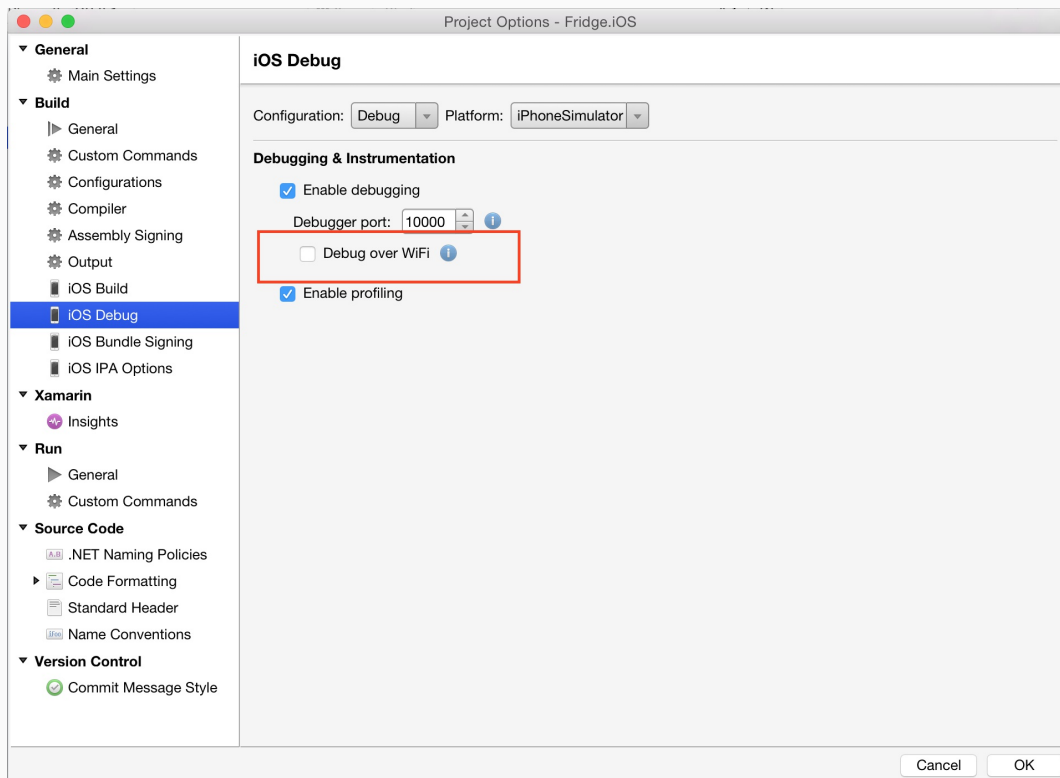 Project Options - Fridge.iOS
General
Main Settings
Build
General
Custom Commands
Configurations
Compiler
Assembly Signing
Output
iOS Build
iOS Debug
iOS Bundle Signing
iOS IPA Options
Xamarin
Insights
Run
General
Custom Commands
Source Code
.NET Naming Policies
Code Formatting
Standard Header
Name Conventions
Version Control
Commit Message Style
iOS Debug
Configuration: Debug Platform: iPhoneSimulator
Debugging & Instrumentation
Enable debugging
Debugger port: 10000
Debug over WiFi
Enable profiling
Cancel OK